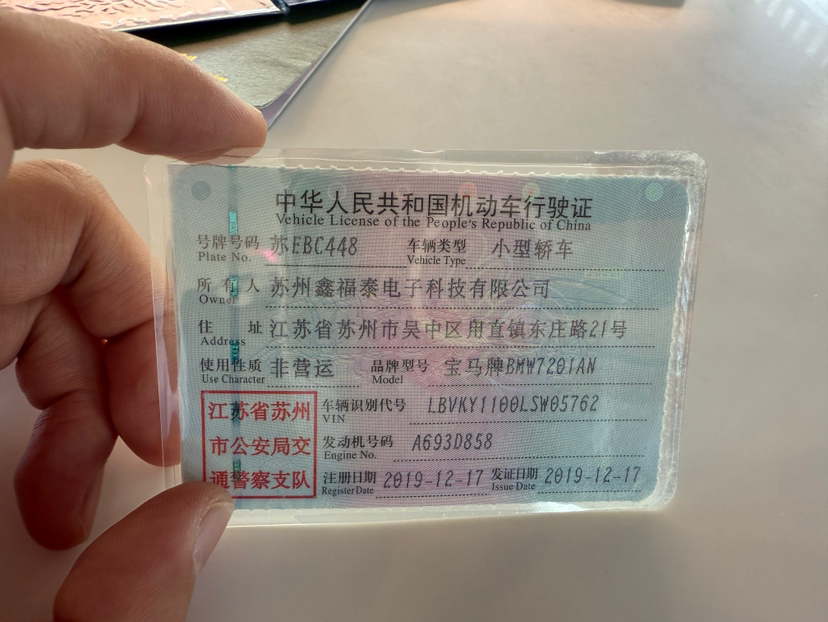 中华人民共和国机动车行驶证
Vehicle License of the People's Republic of China
号牌号码 苏EBC448 车辆类型 小型轿车
Plate No. Vehicle Type
所有人 苏州鑫福泰电子科技有限公司
Owner
住址 江苏省苏州市吴中区甪直镇东庄路21号
Address
使用性质 非营运 品牌型号 宝马牌BMW7201AN
Use Character Model
江苏省苏州
市公安局交
通警察支队
车辆识别代号 LBVKY1100LSW05762
VIN
发动机号码 A693D858
Engine No.
注册日期 2019-12-17 发证日期 2019-12-17
Register Date Issue Date